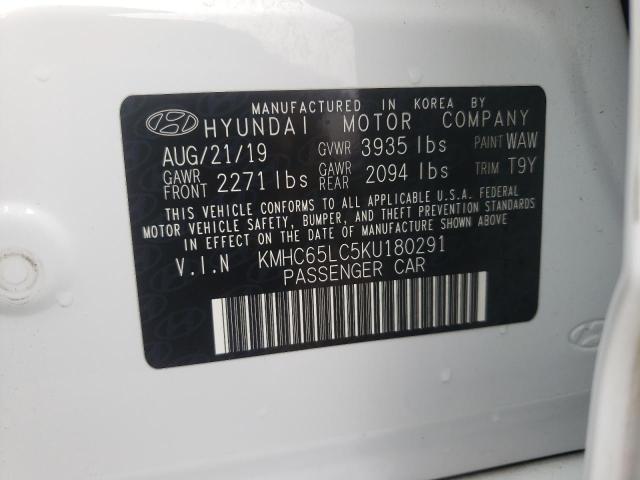 MANUFACTURED IN KOREA BY
HYUNDAI MOTOR COMPANY
AUG/21/19 GVWR 3935 lbs PAINT WAW
GAWR FRONT 2271 lbs GAWR REAR 2094 lbs TRIM T9Y
THIS VEHICLE CONFORMS TO ALL APPLICABLE U.S.A. FEDERAL
MOTOR VEHICLE SAFETY, BUMPER, AND THEFT PREVENTION STANDARDS
IN EFFECT ON THE DATE OF MANUFACTURE SHOWN ABOVE
V.I.N KMHC65LC5KU180291
PASSENGER CAR